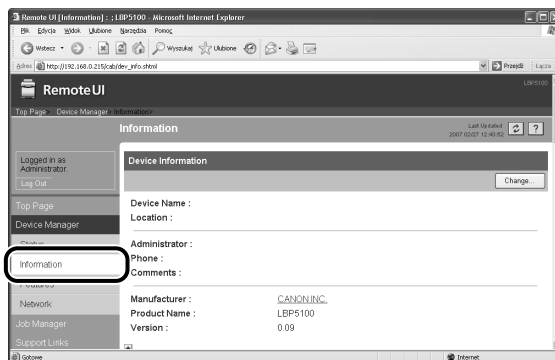 Remote UI [Information] : ; LBP5100 - Microsoft Internet Explorer
Plik Edycja Widok Ulubione Narzędzia Pomoc
Wstecz Wyszukaj Ulubione
Adres http://192.168.0.215/cab/dev_info.shtml Przejdź Łącza
RemoteUI LBP5100
Top Page> Device Manager> Information>
Information Last Updated
2007 02/27 12:43:52 ?
Logged in as
Administrator.
Log Out
Device Information
Change...
Top Page
Device Manager
Status
Information
Features
Network
Job Manager
Support Links
Device Name :
Location :
Administrator :
Phone :
Comments :
Manufacturer : CANON INC.
Product Name : LBP5100
Version : 0.09
Gotowe Internet